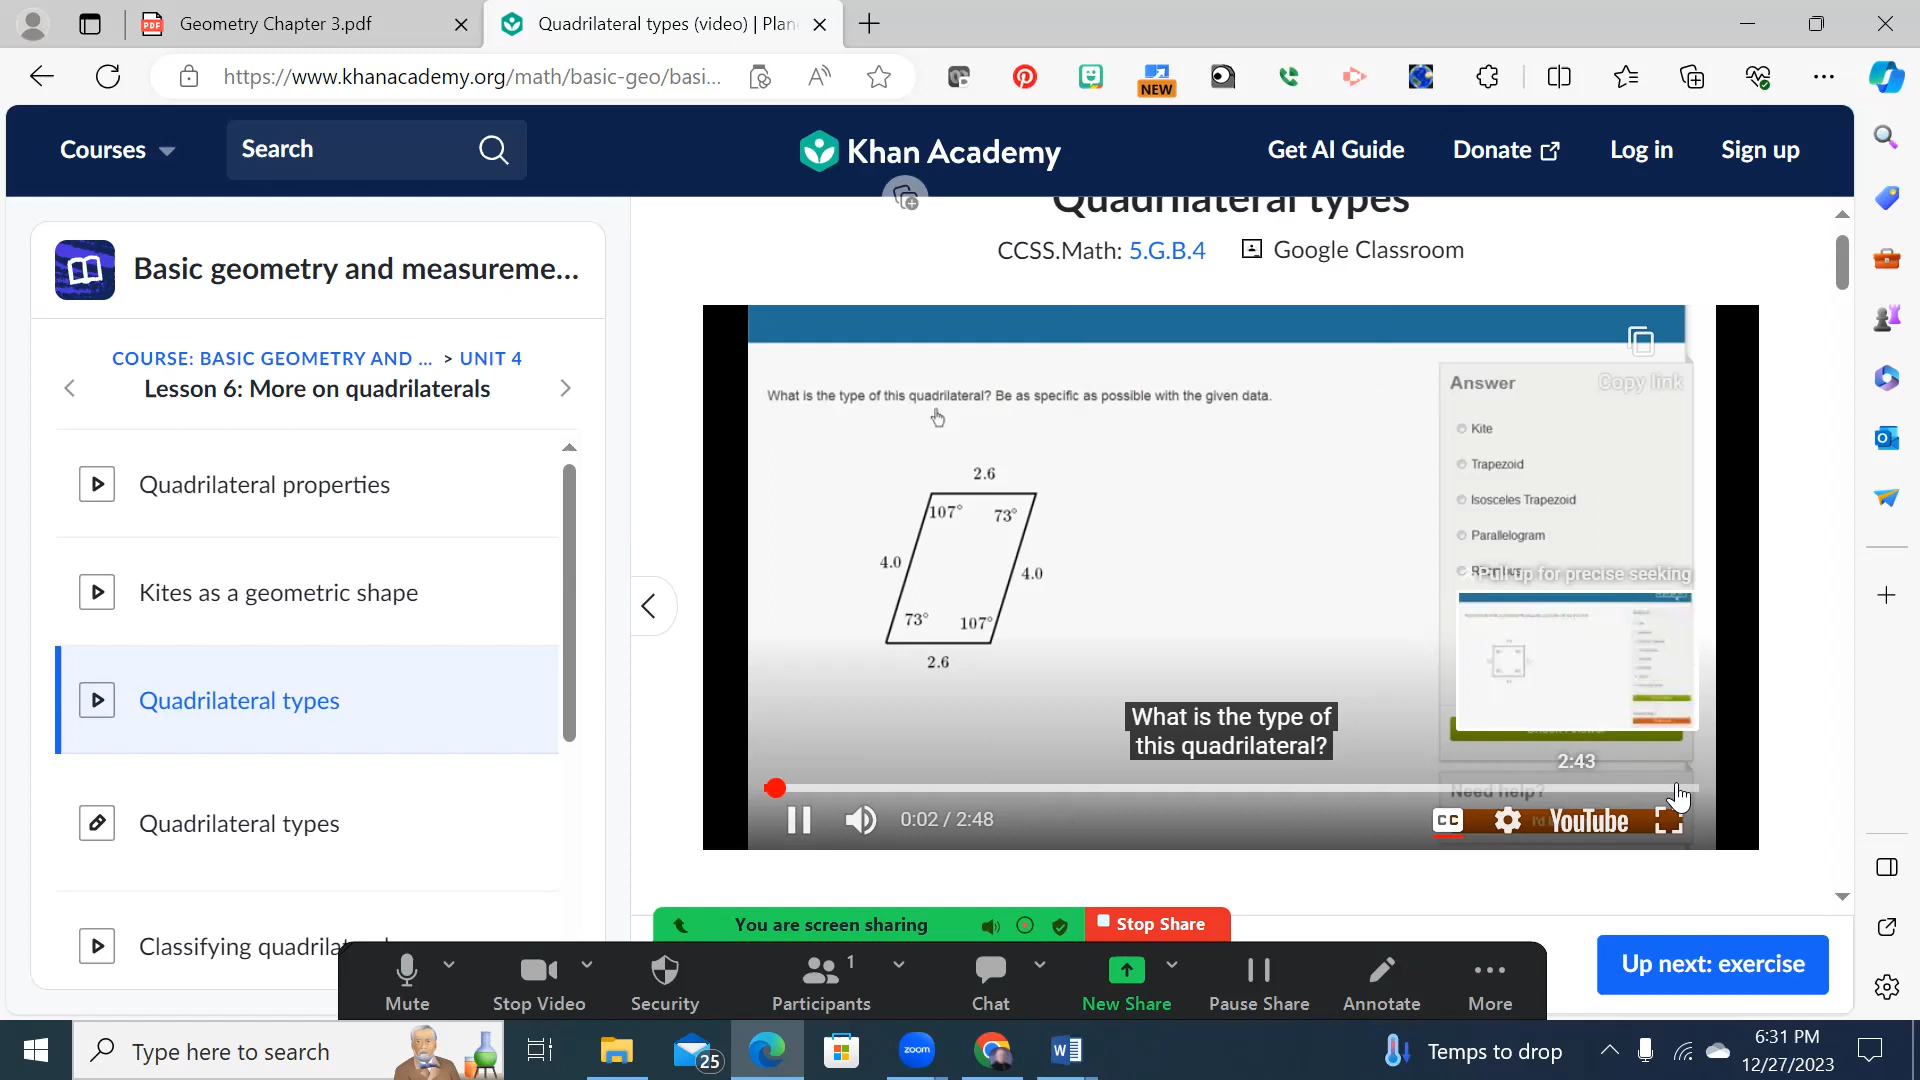 Geometry Chapter 3.pdf
Quadrilateral types (video) | Plan
https://www.khanacademy.org/math/basic-geo/basi...
NEW
Courses
Search
Khan Academy
Get AI Guide
Donate
Log in
Sign up
Basic geometry and measureme...
COURSE: BASIC GEOMETRY AND ... > UNIT 4
Lesson 6: More on quadrilaterals
Quadrilateral properties
Kites as a geometric shape
Quadrilateral types
Quadrilateral types
Quadrilateral types
CCSS.Math: 5.G.B.4
Google Classroom
What is the type of this quadrilateral? Be as specific as possible with the given data.
2.6
107° 73°
4.0
4.0
73° 107°
2.6
Answer
Copy link
Kite
Trapezoid
Isosceles Trapezoid
Parallelogram
Pull up for precise seeking
2:43
Need help?
What is the type of
this quadrilateral?
0:02 / 2:48
CC
YouTube
You are screen sharing
Stop Share
Mute
Stop Video
Security
1
Participants
Chat
New Share
Pause Share
Annotate
More
Up next: exercise
Type here to search
25
zoom
Temps to drop
6:31 PM
12/27/2023